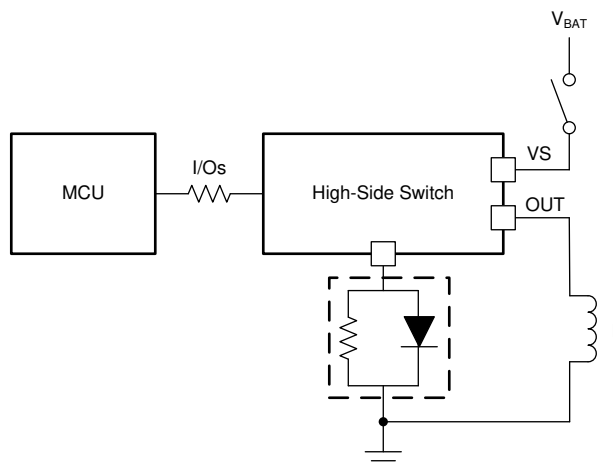 V_BAT
MCU
I/Os
High-Side Switch
VS
OUT